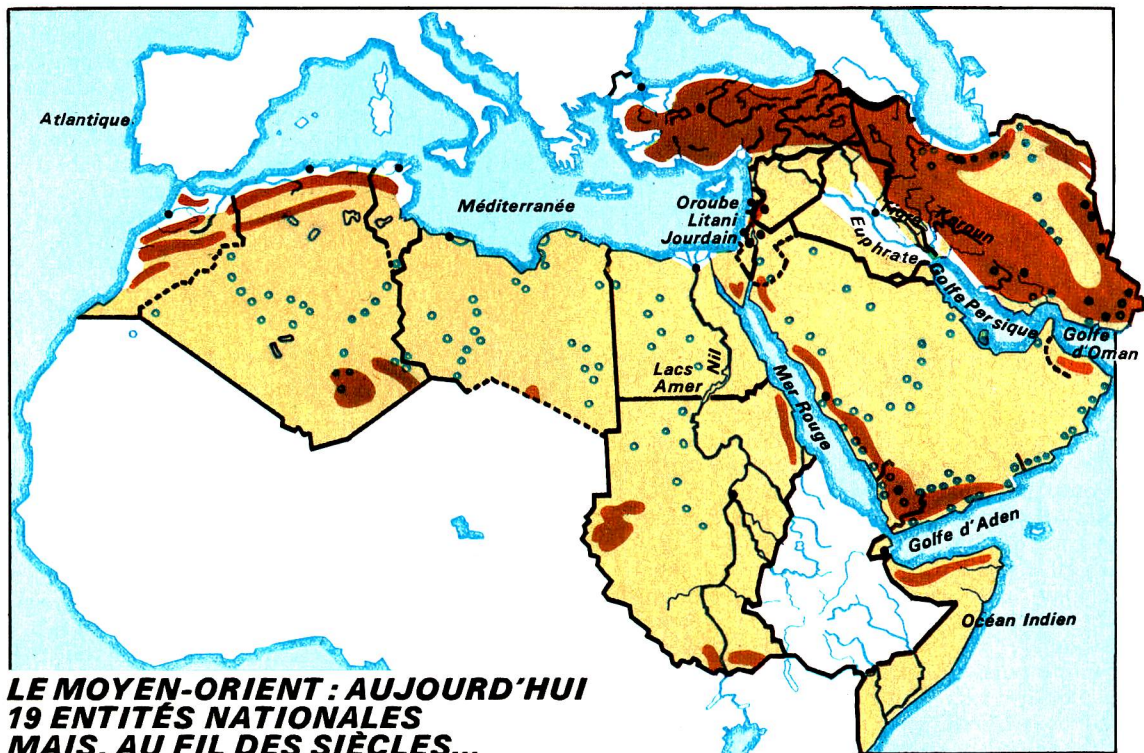 Atlantique
Méditerranée
Oroube
Litani
Jourdain
Euphrate
Karoun
Golfe Persique
Golfe
d'Oman
Lacs
Amer
Nil
Mer Rouge
Golfe d'Aden
Océan Indien
LE MOYEN-ORIENT : AUJOURD'HUI
19 ENTITÉS NATIONALES
MAIS, AU FIL DES SIÈCLES...